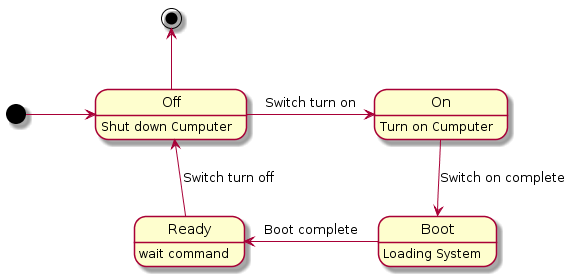 Off
Shut down Cumputer
Switch turn on
On
Turn on Cumputer
Switch turn off
Switch on complete
Ready
wait command
Boot complete
Boot
Loading System